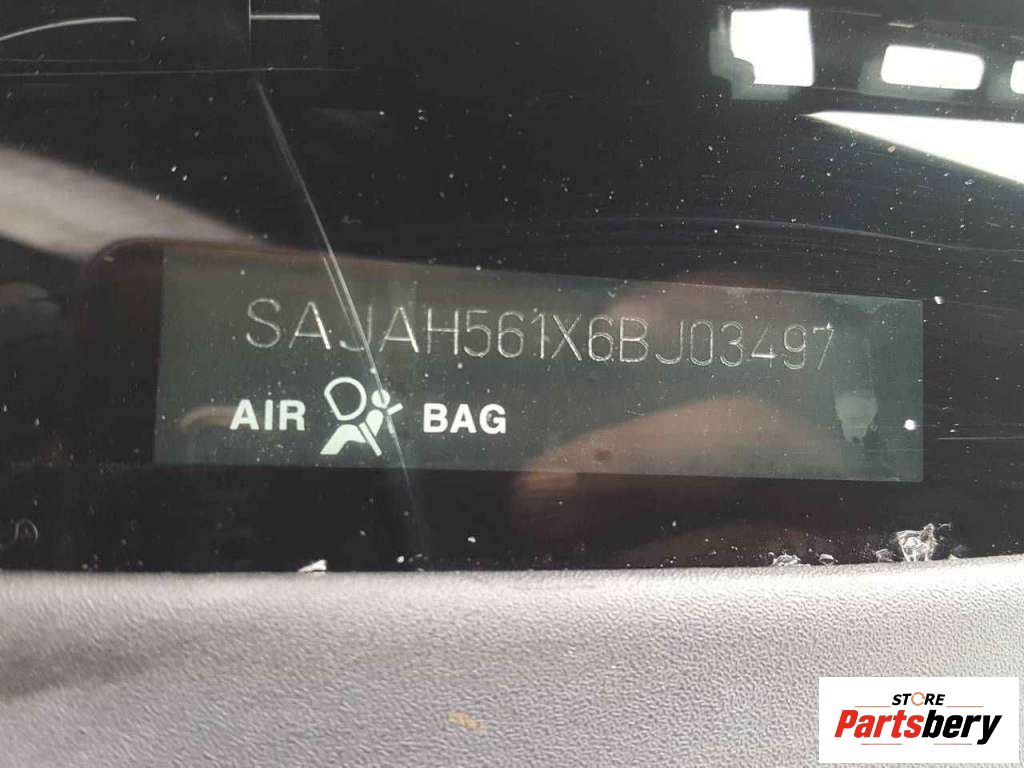 SAJAH561X6BJ03497
AIR BAG
STORE
Partsbery